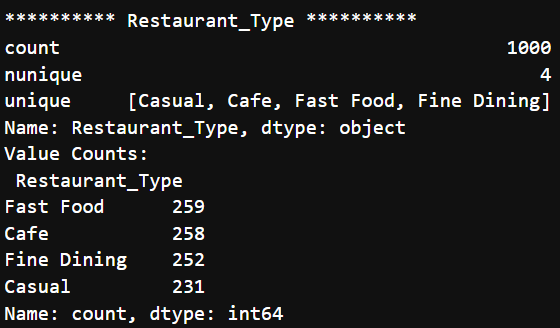 ********** Restaurant_Type **********
count                                        1000
nunique                                         4
unique     [Casual, Cafe, Fast Food, Fine Dining]
Name: Restaurant_Type, dtype: object
Value Counts:
 Restaurant_Type
Fast Food      259
Cafe           258
Fine Dining    252
Casual         231
Name: count, dtype: int64